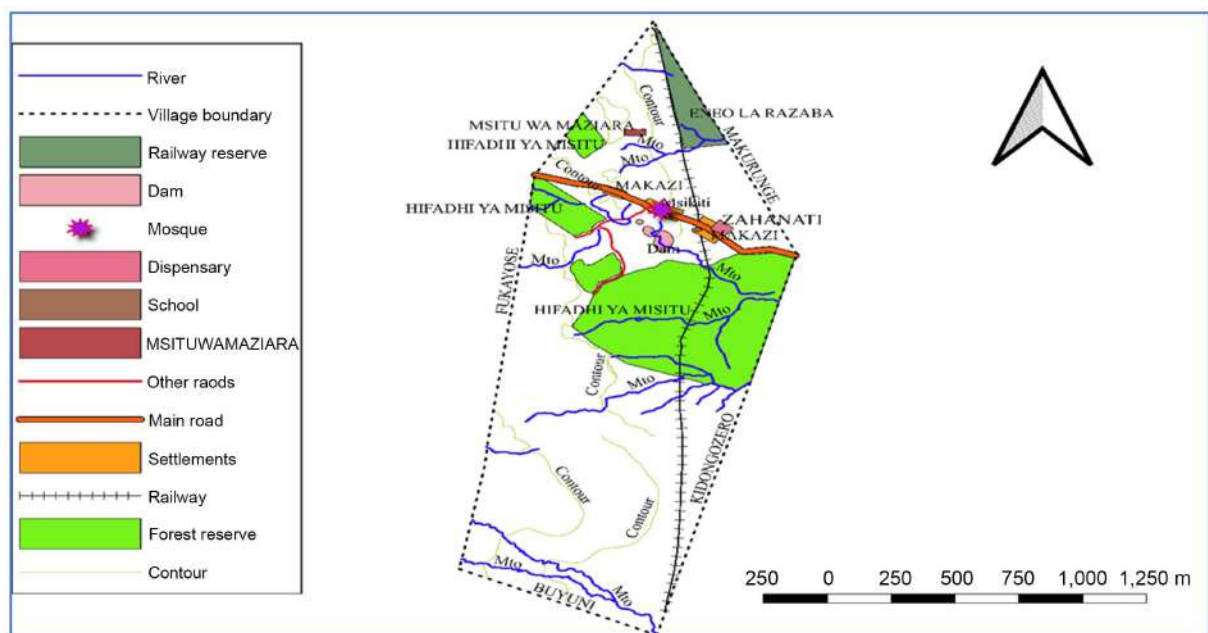 River
Village boundary
Railway reserve
Dam
Mosque
Dispensary
School
MSITUWAMAZIARA
Other raods
Main road
Settlements
Railway
Forest reserve
Contour
Contour
ENEO LA RAZABA
MSITU WA MAZIARA
HIFADHI YA MISITU
Mto
Mto
MAKURUNGE
Contour
MAKAZI
Msikiti
HIFADHI YA MISITU
ZAHANATI
MAKAZI
Dam
Mto
Mto
FUKAYOSE
HIFADHI YA MISITU
Mto
Contour
Mto
KIDONGOZERO
Contour
Contour
Mto
Mto
BUYUNI
250 0 250 500 750 1,000 1,250 m